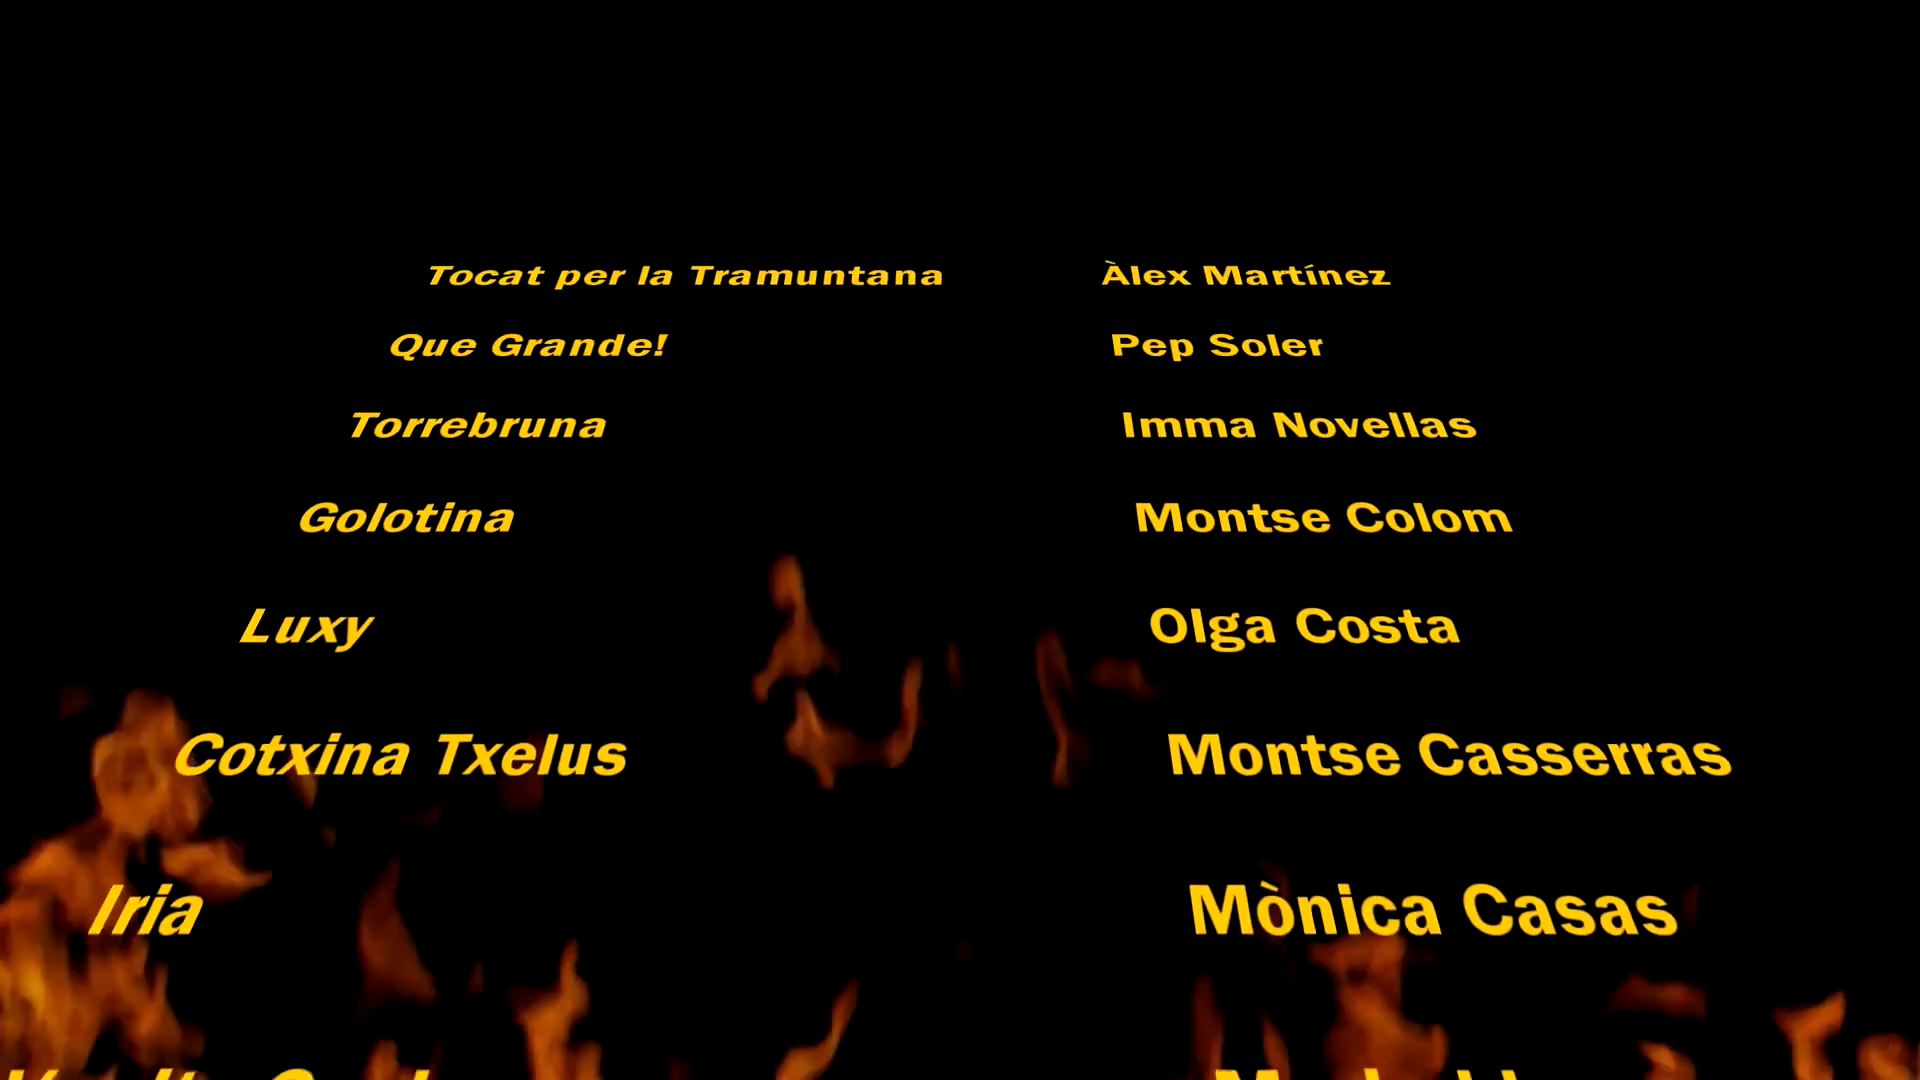 Tocat per la Tramuntana Àlex Martínez
Que Grande! Pep Soler
Torrebruna Imma Novellas
Golotina Montse Colom
Luxy Olga Costa
Cotxina Txelus Montse Casserras
Iria Mònica Casas